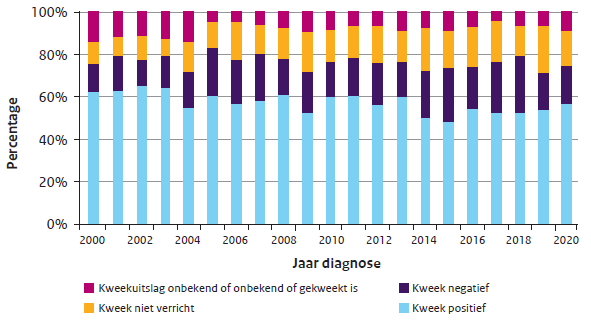 100%
80%
60%
40%
20%
0%
Percentage
2000 2002 2004 2006 2008 2010 2012 2014 2016 2018 2020
Jaar diagnose
Kweekuitslag onbekend of onbekend of gekweekt is
Kweek negatief
Kweek niet verricht
Kweek positief